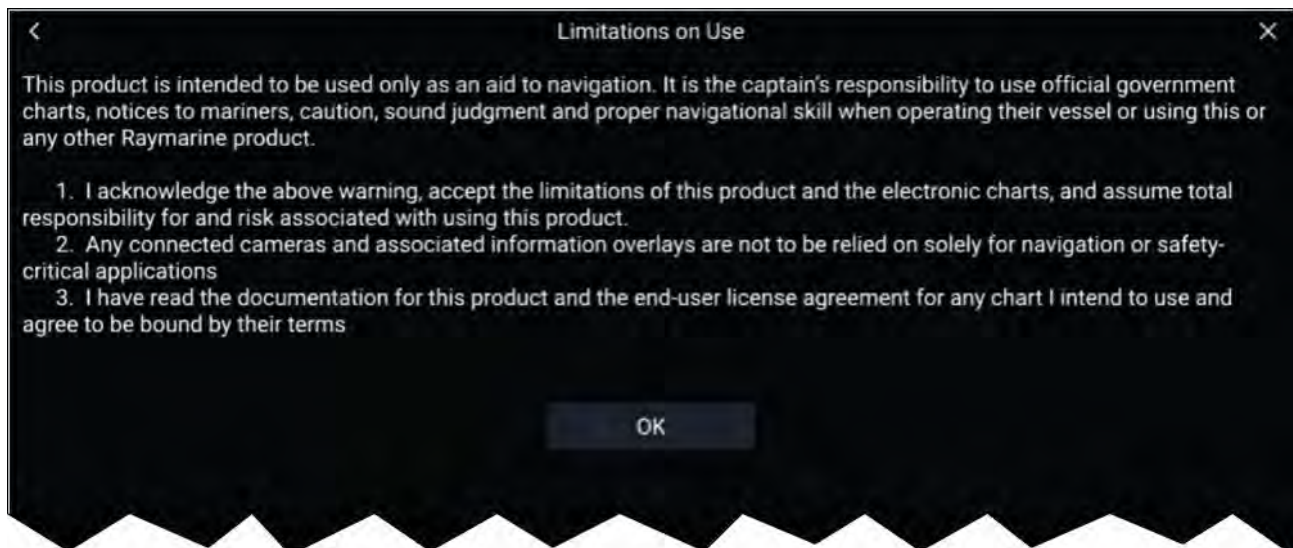 Limitations on Use
This product is intended to be used only as an aid to navigation. It is the captain's responsibility to use official government
charts, notices to mariners, caution, sound judgment and proper navigational skill when operating their vessel or using this or
any other Raymarine product.
1. I acknowledge the above warning, accept the limitations of this product and the electronic charts, and assume total
responsibility for and risk associated with using this product.
2. Any connected cameras and associated information overlays are not to be relied on solely for navigation or safety-
critical applications
3. I have read the documentation for this product and the end-user license agreement for any chart I intend to use and
agree to be bound by their terms
OK